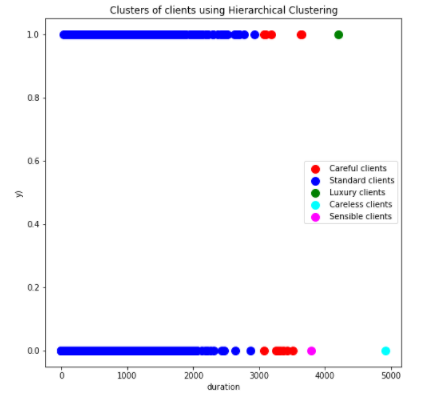 Clusters of clients using Hierarchical Clustering
1.0
0.8
0.6
0.4
0.2
0.0
y)
Careful clients
Standard clients
Luxury clients
Careless clients
Sensible clients
0
1000
2000
3000
4000
5000
duration